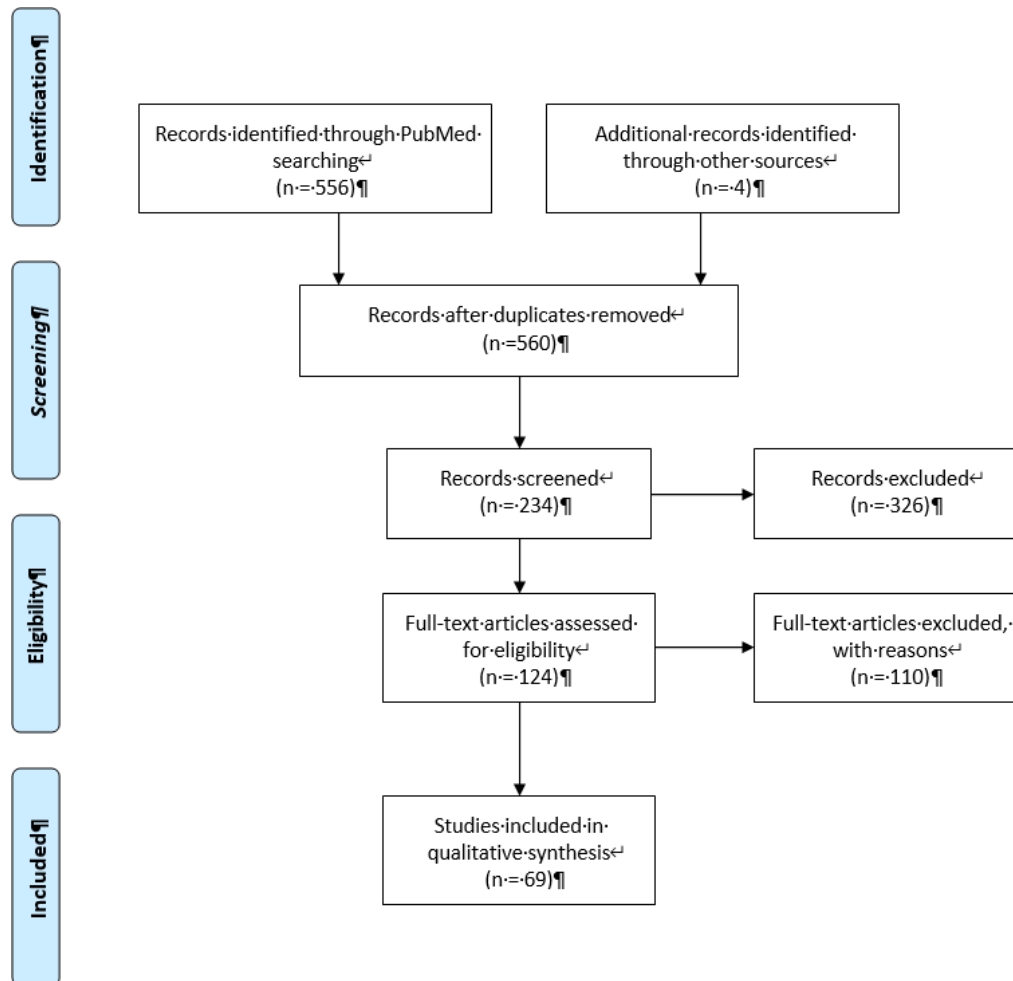 Identification¶
Records·identified·through·PubMed·
searching↵
(n·=·556)¶
Additional·records·identified·
through·other·sources↵
(n·=·4)¶
Screening¶
Records·after·duplicates·removed↵
(n·=560)¶
Records·screened↵
(n·=·234)¶
Records·excluded↵
(n·=·326)¶
Eligibility¶
Full-text·articles·assessed·
for·eligibility↵
(n·=·124)¶
Full-text·articles·excluded,·
with·reasons↵
(n·=·110)¶
Included¶
Studies·included·in·
qualitative·synthesis↵
(n·=·69)¶